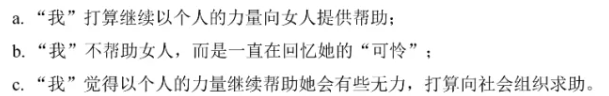 a. “我”打算继续以个人的力量向女人提供帮助；
b. “我”不帮助女人，而是一直在回忆她的“可怜”；
c. “我”觉得以个人的力量继续帮助她会有些无力，打算向社会组织求助。